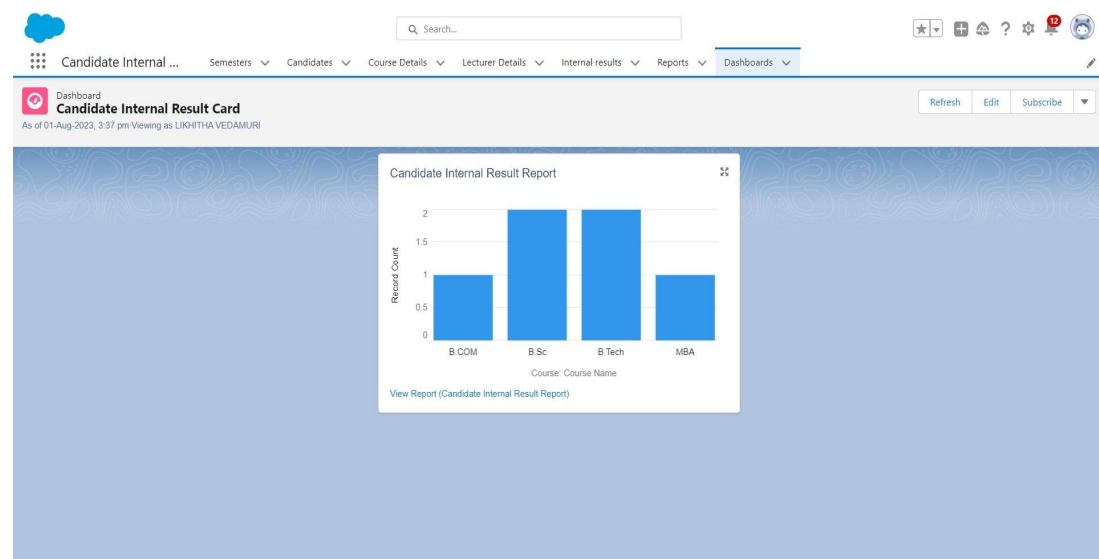 Search...
12
Candidate Internal ...
Semesters
Candidates
Course Details
Lecturer Details
Internal results
Reports
Dashboards
Dashboard
Candidate Internal Result Card
As of 01-Aug-2023, 3:37 pm Viewing as LIKHITHA VEDAMURI
Refresh
Edit
Subscribe
Candidate Internal Result Report
2
1.5
1
0.5
0
Record Count
B.COM
B.Sc
B.Tech
MBA
Course: Course Name
View Report (Candidate Internal Result Report)